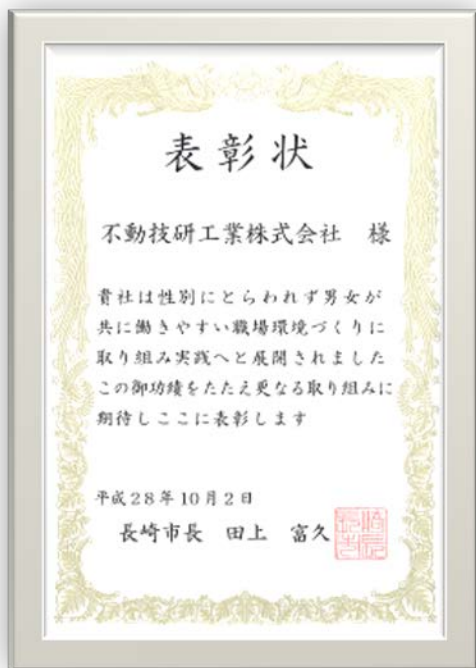 表彰状
不動技研工業株式会社 様
貴社は性別にとらわれず男女が
共に働きやすい職場環境づくりに
取り組み実践へと展開されました
この御功績をたたえ更なる取り組みに
期待しここに表彰します
平成28年10月2日
長崎市長 田上 富久